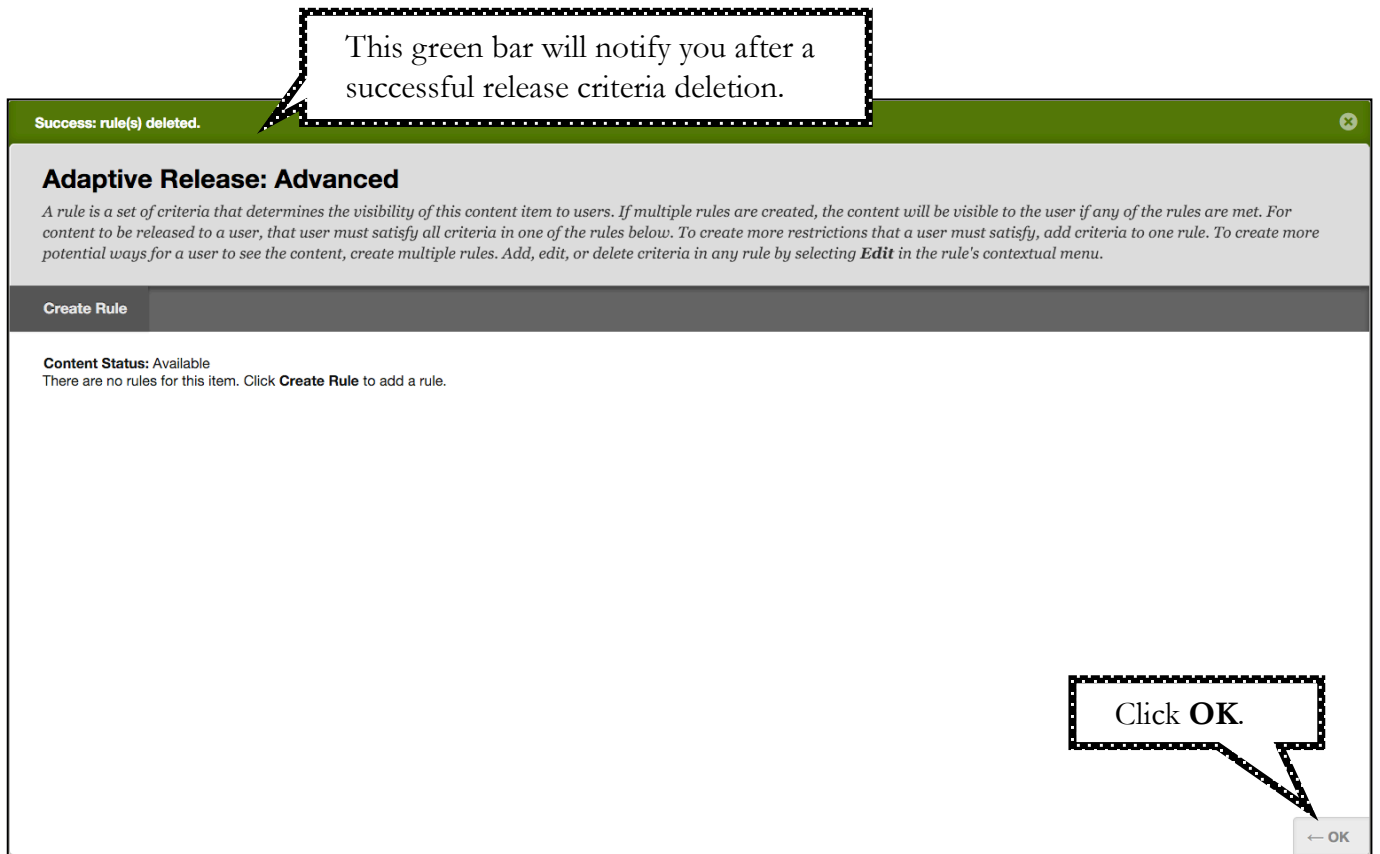 This green bar will notify you after a
successful release criteria deletion.
Success: rule(s) deleted.
Adaptive Release: Advanced
A rule is a set of criteria that determines the visibility of this content item to users. If multiple rules are created, the content will be visible to the user if any of the rules are met. For
content to be released to a user, that user must satisfy all criteria in one of the rules below. To create more restrictions that a user must satisfy, add criteria to one rule. To create more
potential ways for a user to see the content, create multiple rules. Add, edit, or delete criteria in any rule by selecting Edit in the rule's contextual menu.
Create Rule
Content Status: Available
There are no rules for this item. Click Create Rule to add a rule.
Click OK.
← OK